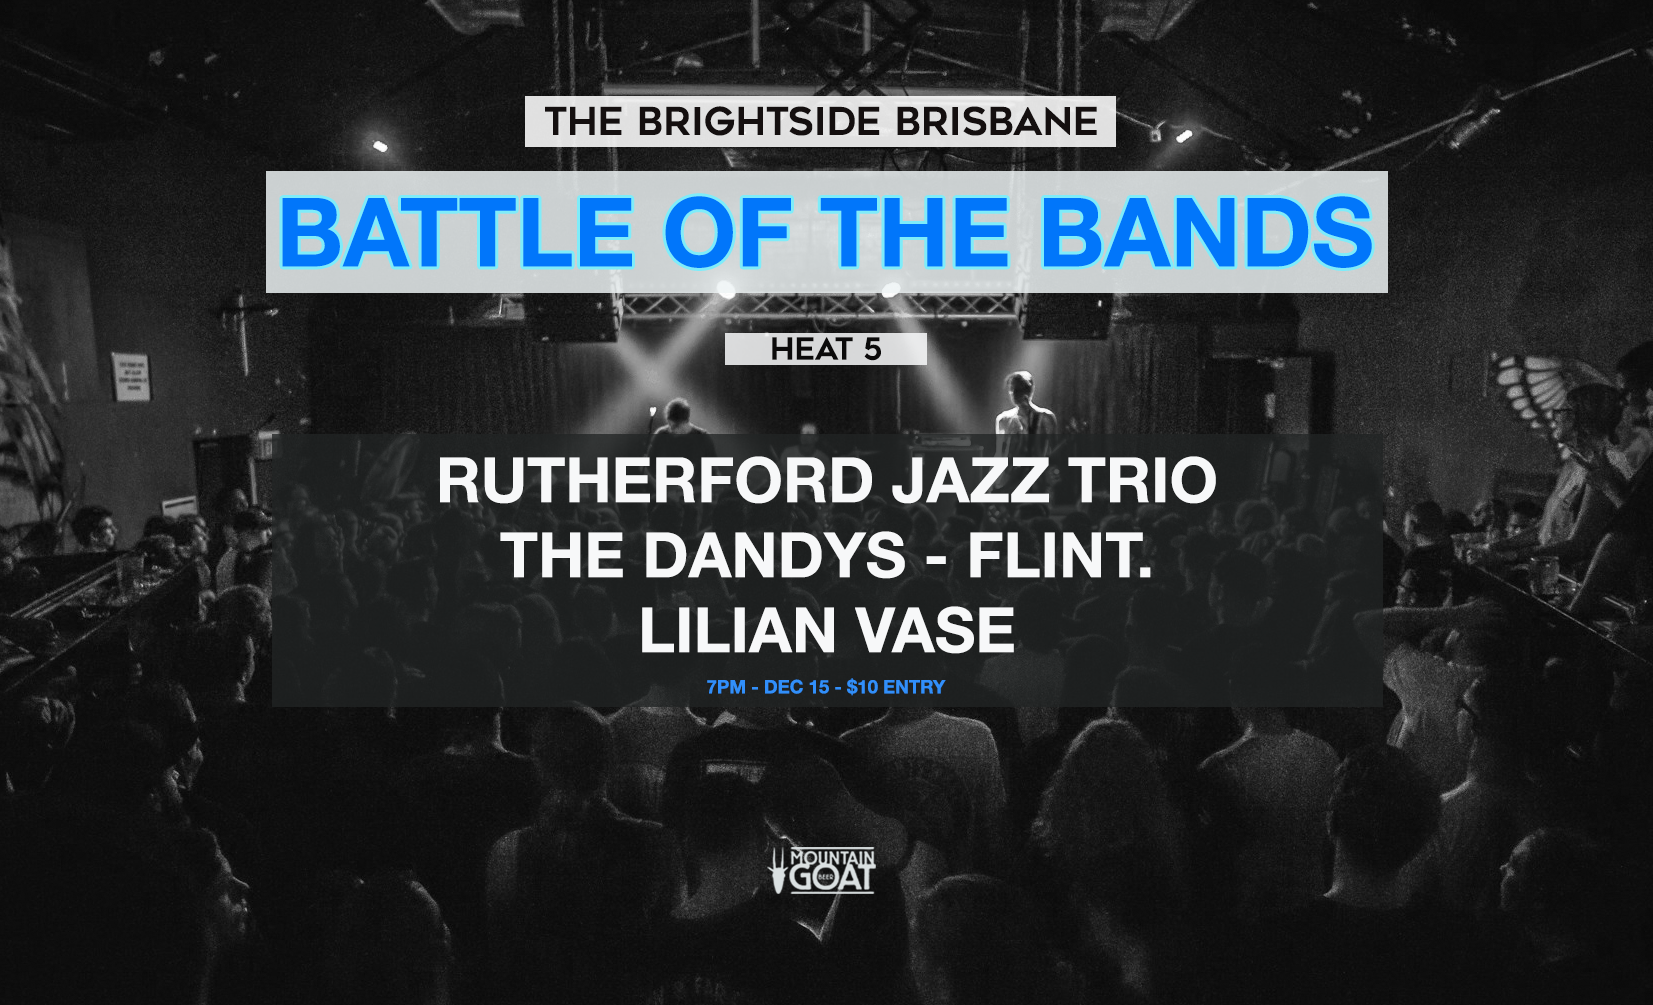 THE BRIGHTSIDE BRISBANE
BATTLE OF THE BANDS
HEAT 5
RUTHERFORD JAZZ TRIO
THE DANDYS - FLINT.
LILIAN VASE
7PM - DEC 15 - $10 ENTRY
MOUNTAIN
GOAT
BEER